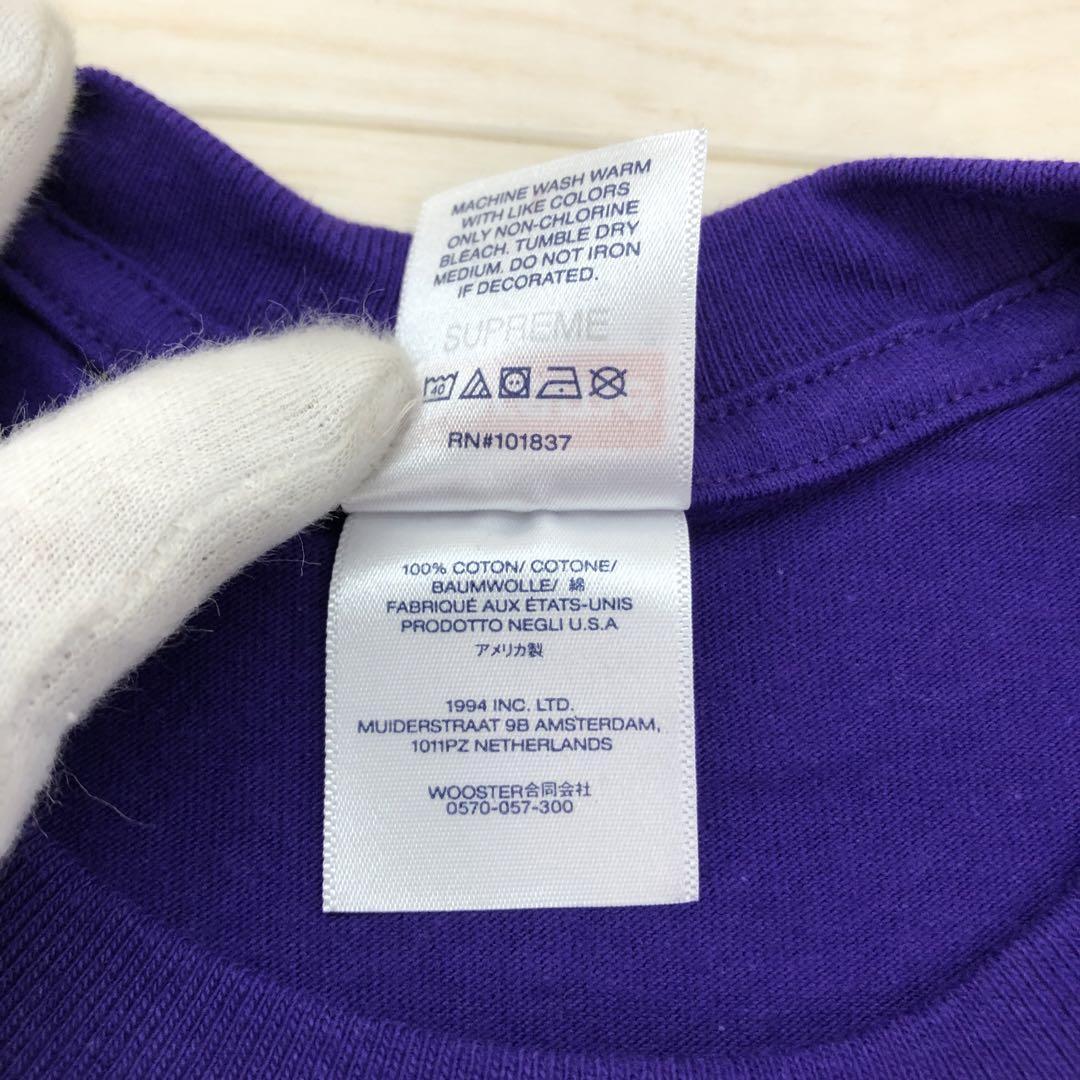 MACHINE WASH WARM
WITH LIKE COLORS
ONLY NON-CHLORINE
BLEACH. TUMBLE DRY
MEDIUM. DO NOT IRON
IF DECORATED.
SUPREME
40
RN#101837
100% COTON/ COTONE/
BAUMWOLLE/ 綿
FABRIQUÉ AUX ÉTATS-UNIS
PRODOTTO NEGLI U.S.A
アメリカ製
1994 INC. LTD.
MUIDERSTRAAT 9B AMSTERDAM,
1011PZ NETHERLANDS
WOOSTER合同会社
0570-057-300